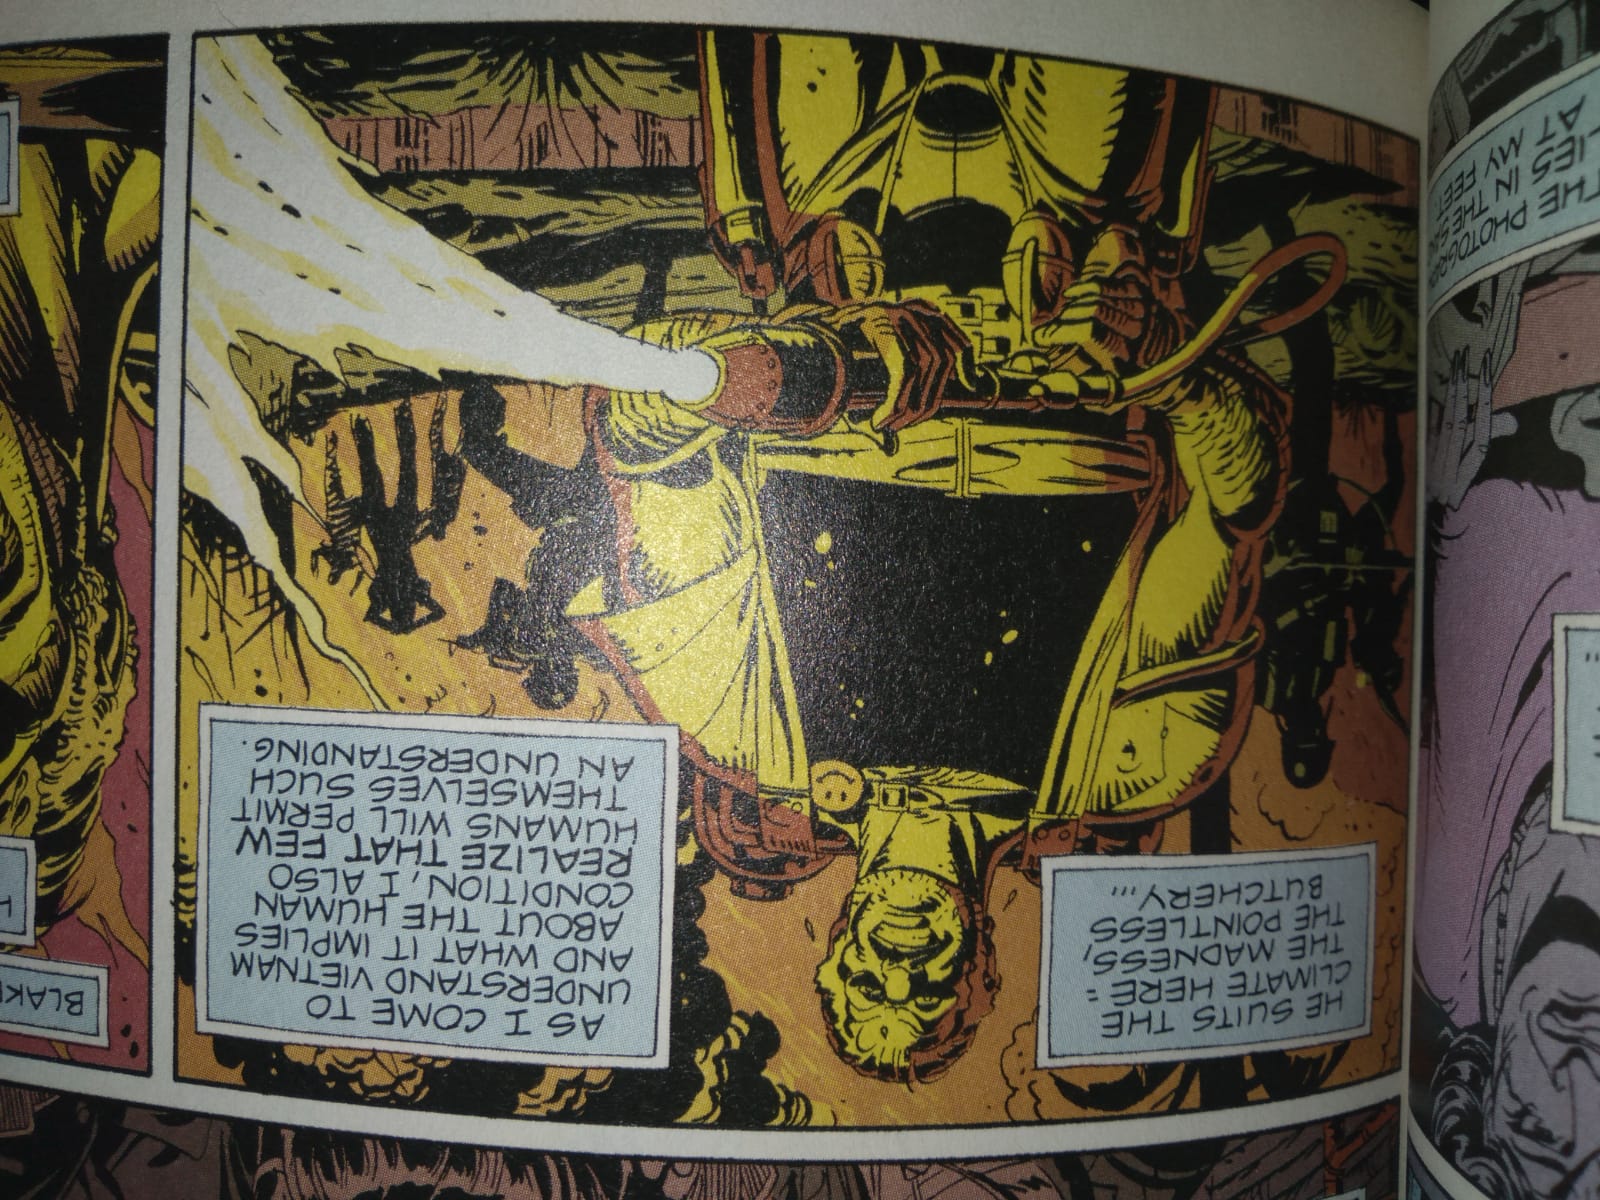 HE SUITS THE
CLIMATE HERE:
THE MADNESS,
THE POINTLESS
BUTCHERY...
AS I COME TO
UNDERSTAND VIETNAM
AND WHAT IT IMPLIES
ABOUT THE HUMAN
CONDITION, I ALSO
REALIZE THAT FEW
HUMANS WILL PERMIT
THEMSELVES SUCH
AN UNDERSTANDING.
THE PHOTOGRAPH
LIES IN THE SAND
AT MY FEET.